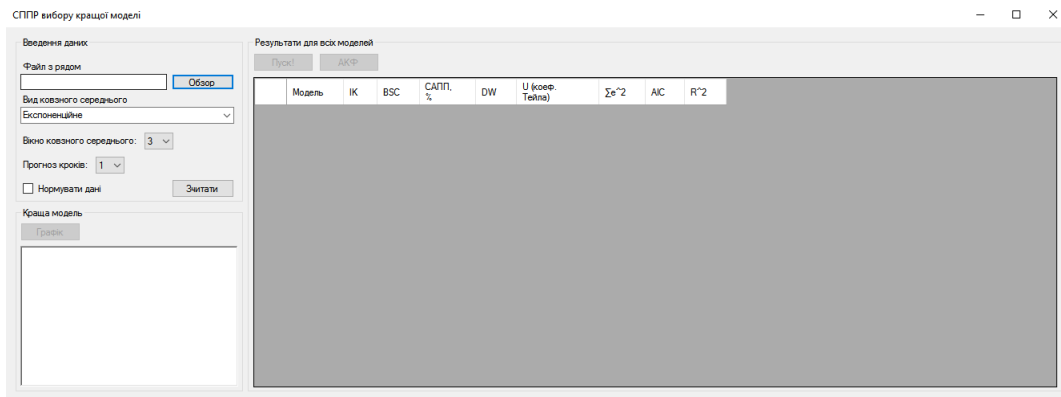 СППР вибору кращої моделі
Введення даних
Файл з рядом
Обзор
Вид ковзного середнього
Експоненційне
Вікно ковзного середнього: 3
Прогноз кроків: 1
Нормувати дані
Зчитати
Краща модель
Графік
Результати для всіх моделей
Пуск! АКФ
Модель IK BSC САПП, % DW U (коеф. Тейла) ∑e^2 AIC R^2